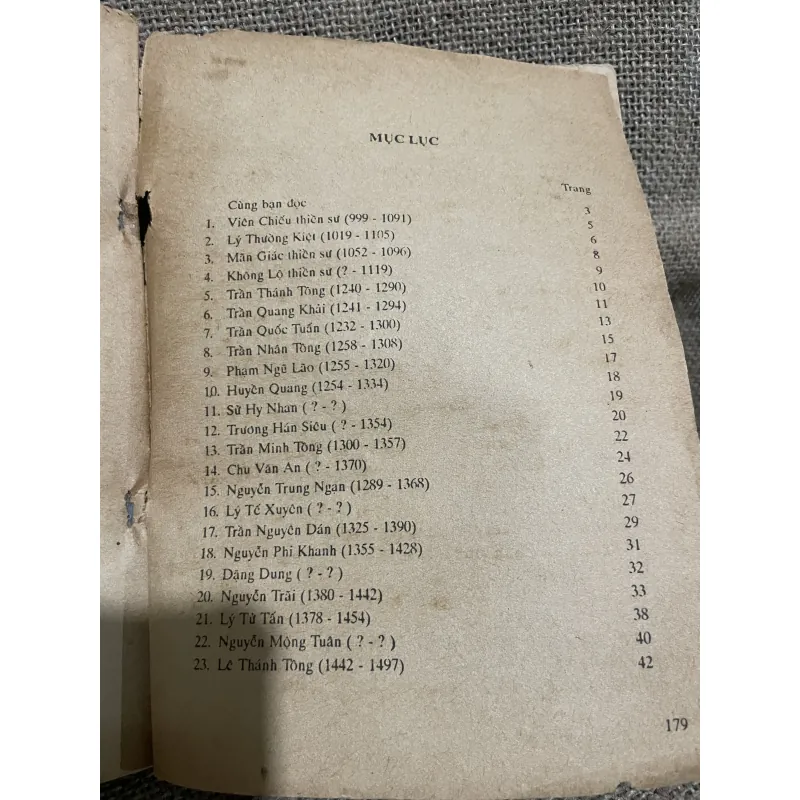 MỤC LỤC
Trang
Cùng bạn đọc 3
1. Viên Chiếu thiền sư (999 - 1091) 5
2. Lý Thường Kiệt (1019 - 1105) 6
3. Mãn Giác thiền sư (1052 - 1096) 8
4. Không Lộ thiền sư (? - 1119) 9
5. Trần Thánh Tông (1240 - 1290) 10
6. Trần Quang Khải (1241 - 1294) 11
7. Trần Quốc Tuấn (1232 - 1300) 13
8. Trần Nhân Tông (1258 - 1308) 15
9. Phạm Ngũ Lão (1255 - 1320) 17
10. Huyền Quang (1254 - 1334) 18
11. Sử Hy Nhan ( ? - ? ) 19
12. Trương Hán Siêu ( ? - 1354) 20
13. Trần Minh Tông (1300 - 1357) 22
14. Chu Văn An ( ? - 1370) 24
15. Nguyễn Trung Ngạn (1289 - 1368) 26
16. Lý Tế Xuyên ( ? - ? ) 27
17. Trần Nguyên Đán (1325 - 1390) 29
18. Nguyễn Phi Khanh (1355 - 1428) 31
19. Đặng Dung ( ? - ? ) 32
20. Nguyễn Trãi (1380 - 1442) 33
21. Lý Tử Tấn (1378 - 1454) 38
22. Nguyễn Mộng Tuân ( ? - ? ) 40
23. Lê Thánh Tông (1442 - 1497) 42
179